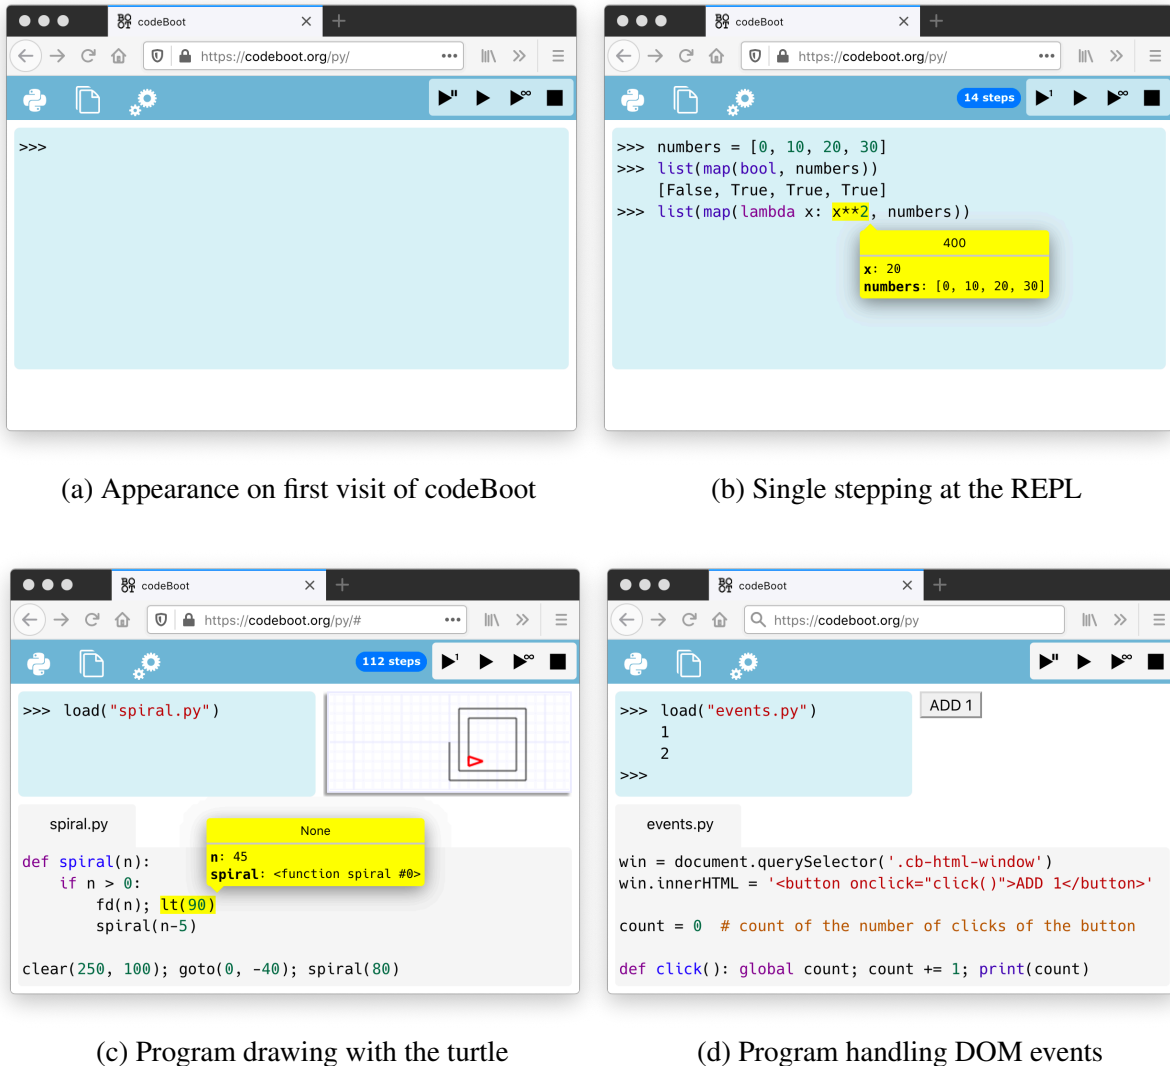 codeBoot
https://codeboot.org/py/
>>>
(a) Appearance on first visit of codeBoot
codeBoot
https://codeboot.org/py/
14 steps
>>> numbers = [0, 10, 20, 30]
>>> list(map(bool, numbers))
[False, True, True, True]
>>> list(map(lambda x: x**2, numbers))
400
x: 20
numbers: [0, 10, 20, 30]
(b) Single stepping at the REPL
codeBoot
https://codeboot.org/py/#
112 steps
>>> load("spiral.py")
spiral.py
None
n: 45
spiral: <function spiral #0>
def spiral(n):
    if n > 0:
        fd(n); lt(90)
        spiral(n-5)
clear(250, 100); goto(0, -40); spiral(80)
(c) Program drawing with the turtle
codeBoot
https://codeboot.org/py
>>> load("events.py")
1
2
>>>
ADD 1
events.py
win = document.querySelector('.cb-html-window')
win.innerHTML = '<button onclick="click()">ADD 1</button>'
count = 0  # count of the number of clicks of the button
def click(): global count; count += 1; print(count)
(d) Program handling DOM events